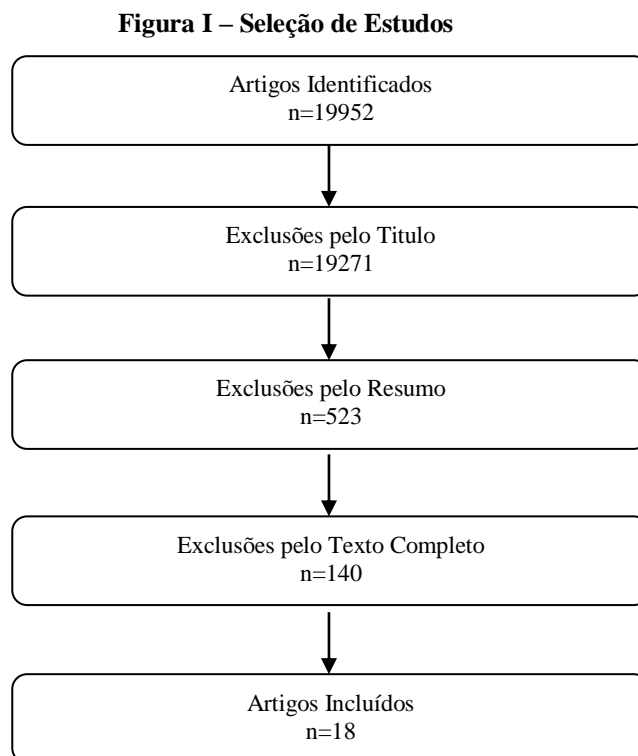 Figura I – Seleção de Estudos
Artigos Identificados
n=19952
Exclusões pelo Titulo
n=19271
Exclusões pelo Resumo
n=523
Exclusões pelo Texto Completo
n=140
Artigos Incluídos
n=18